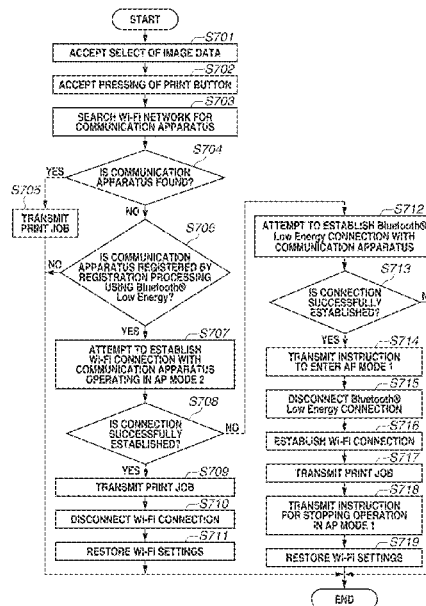 START
S701
ACCEPT SELECT OF IMAGE DATA
S702
ACCEPT PRESSING OF PRINT BUTTON
S703
SEARCH Wi-Fi NETWORK FOR
COMMUNICATION APPARATUS
S704
IS COMMUNICATION
APPARATUS FOUND?
YES
NO
S705
TRANSMIT
PRINT JOB
S706
IS COMMUNICATION
APPARATUS REGISTERED BY
REGISTRATION PROCESSING
USING Bluetooth®
Low Energy?
NO
YES
S707
ATTEMPT TO ESTABLISH
Wi-Fi CONNECTION WITH
COMMUNICATION APPARATUS
OPERATING IN AP MODE 2
S708
IS CONNECTION
SUCCESSFULLY
ESTABLISHED?
NO
YES
S709
TRANSMIT PRINT JOB
S710
DISCONNECT Wi-Fi CONNECTION
S711
RESTORE Wi-Fi SETTINGS
S712
ATTEMPT TO ESTABLISH Bluetooth®
Low Energy CONNECTION WITH
COMMUNICATION APPARATUS
S713
IS CONNECTION
SUCCESSFULLY
ESTABLISHED?
YES
S714
TRANSMIT INSTRUCTION
TO ENTER AP MODE 1
S715
DISCONNECT Bluetooth®
Low Energy CONNECTION
S716
ESTABLISH Wi-Fi CONNECTION
S717
TRANSMIT PRINT JOB
S718
TRANSMIT INSTRUCTION
FOR STOPPING OPERATION
IN AP MODE 1
S719
RESTORE Wi-Fi SETTINGS
END